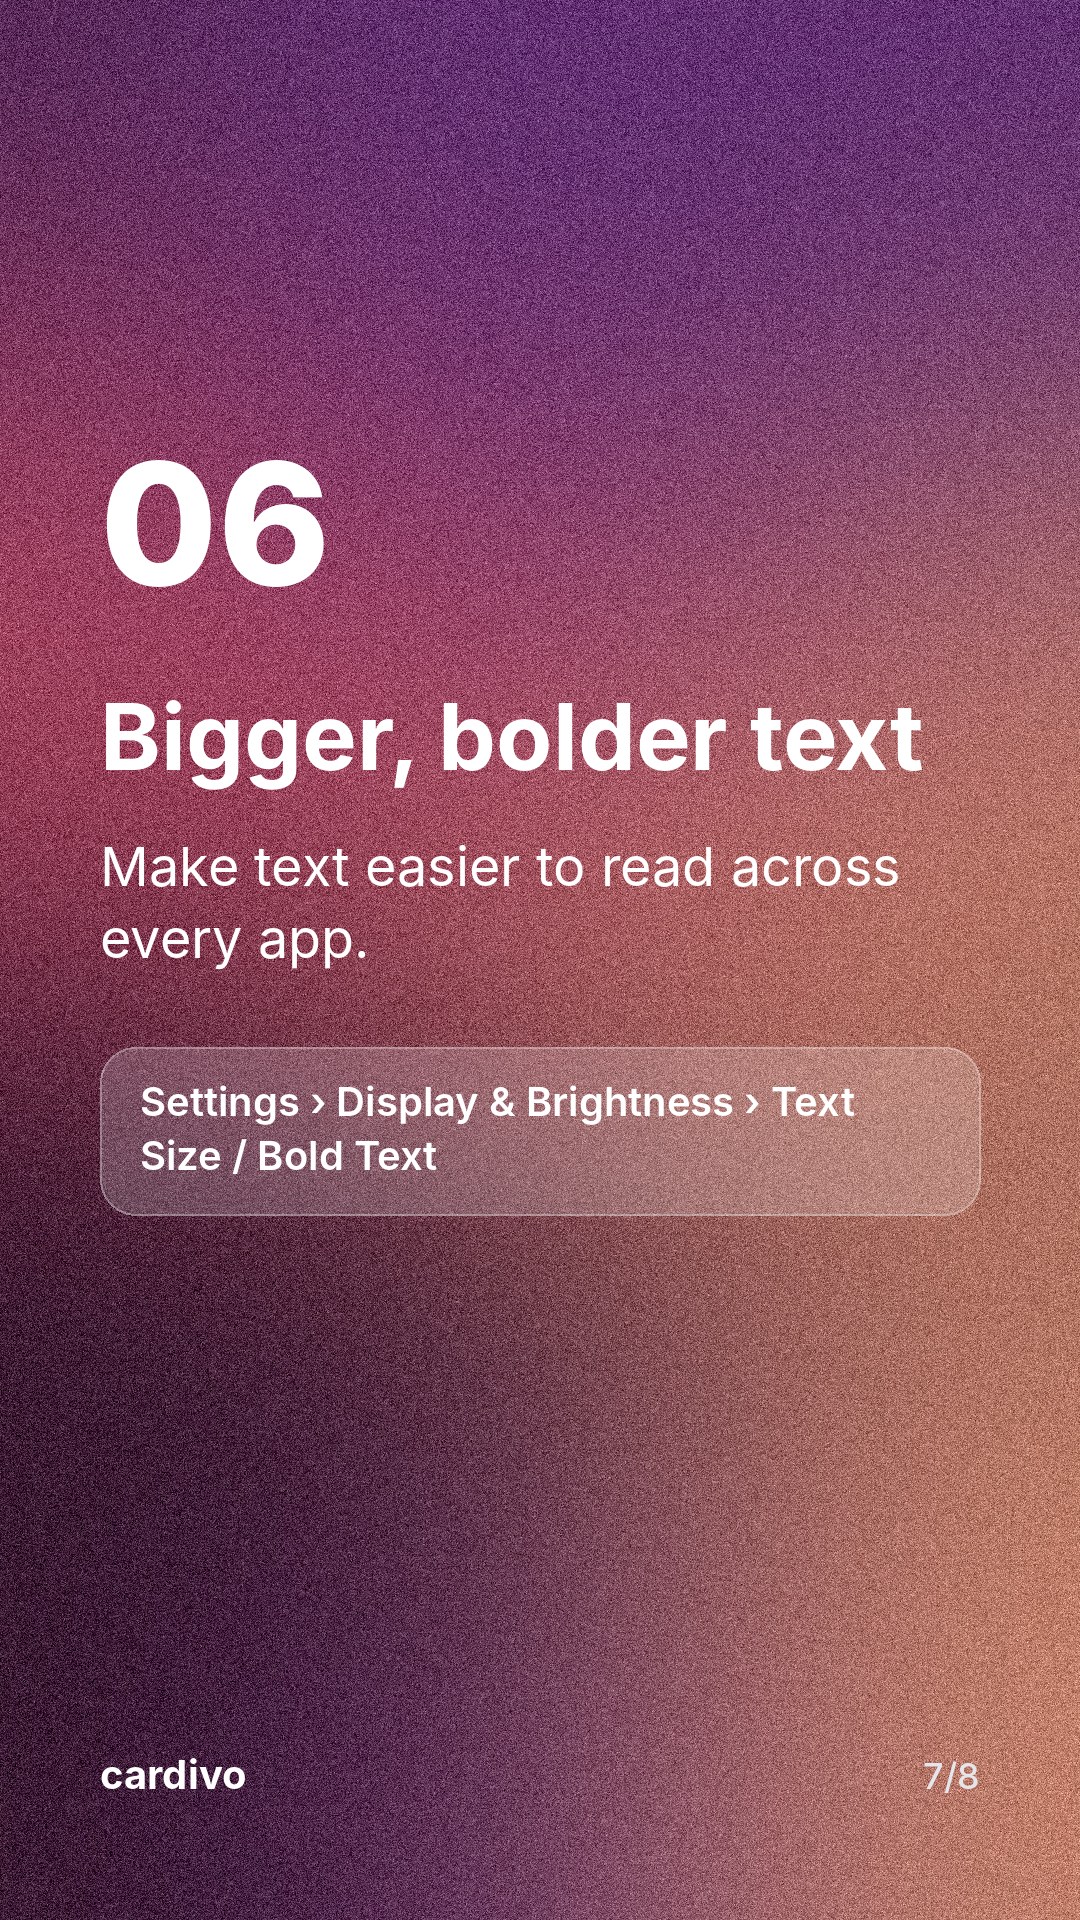 06
Bigger, bolder text
Make text easier to read across
every app.
Settings › Display & Brightness › Text
Size / Bold Text
cardivo
7/8